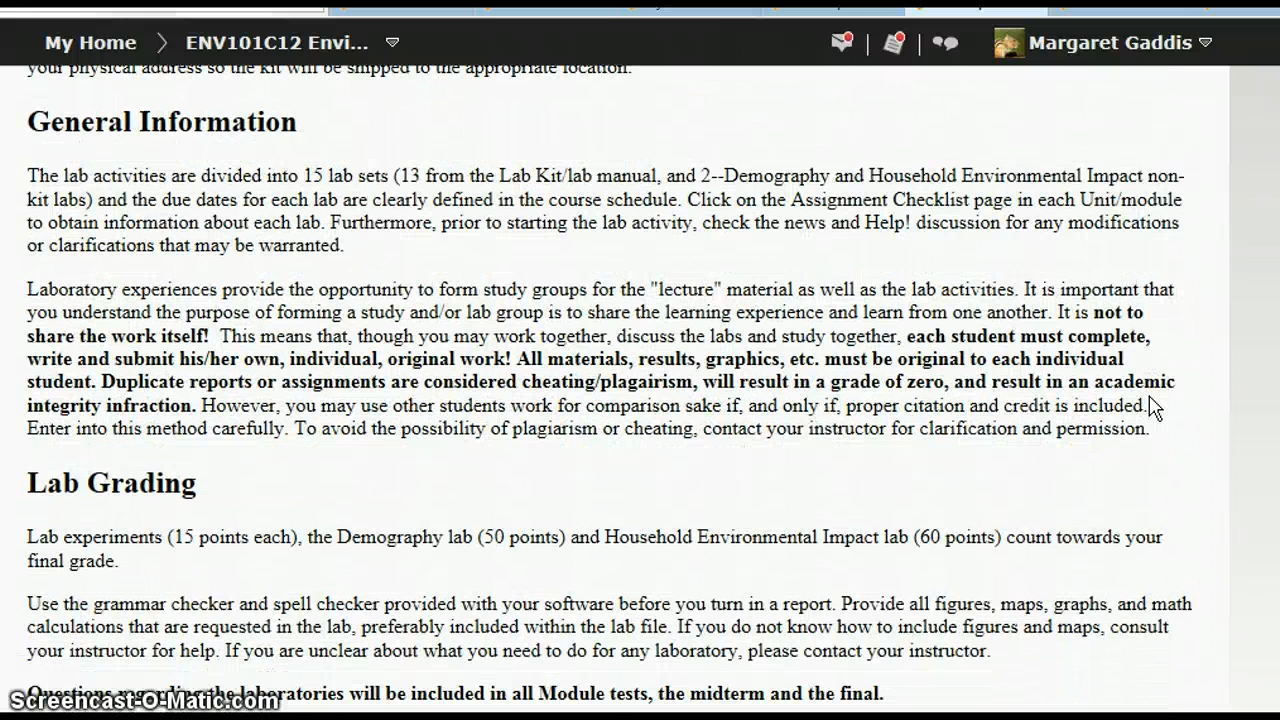 My Home ENV101C12 Envi... Margaret Gaddis
your physical address so the kit will be shipped to the appropriate location.
General Information
The lab activities are divided into 15 lab sets (13 from the Lab Kit/lab manual, and 2--Demography and Household Environmental Impact non-
kit labs) and the due dates for each lab are clearly defined in the course schedule. Click on the Assignment Checklist page in each Unit/module
to obtain information about each lab. Furthermore, prior to starting the lab activity, check the news and Help! discussion for any modifications
or clarifications that may be warranted.
Laboratory experiences provide the opportunity to form study groups for the "lecture" material as well as the lab activities. It is important that
you understand the purpose of forming a study and/or lab group is to share the learning experience and learn from one another. It is not to
share the work itself! This means that, though you may work together, discuss the labs and study together, each student must complete,
write and submit his/her own, individual, original work! All materials, results, graphics, etc. must be original to each individual
student. Duplicate reports or assignments are considered cheating/plagairism, will result in a grade of zero, and result in an academic
integrity infraction. However, you may use other students work for comparison sake if, and only if, proper citation and credit is included.
Enter into this method carefully. To avoid the possibility of plagiarism or cheating, contact your instructor for clarification and permission.
Lab Grading
Lab experiments (15 points each), the Demography lab (50 points) and Household Environmental Impact lab (60 points) count towards your
final grade.
Use the grammar checker and spell checker provided with your software before you turn in a report. Provide all figures, maps, graphs, and math
calculations that are requested in the lab, preferably included within the lab file. If you do not know how to include figures and maps, consult
your instructor for help. If you are unclear about what you need to do for any laboratory, please contact your instructor.
Questions regarding the laboratories will be included in all Module tests, the midterm and the final.
Screencast-O-Matic.com